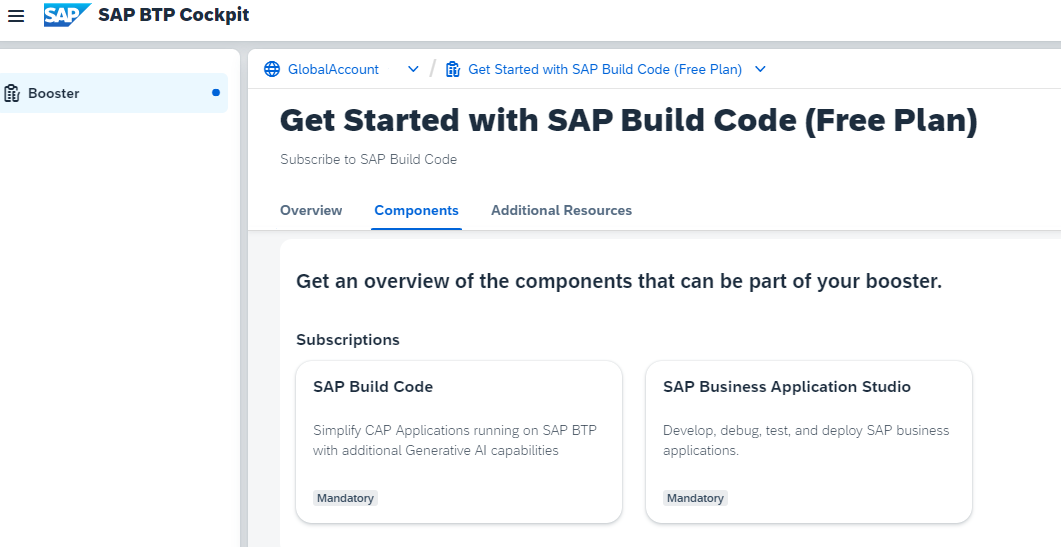 SAP SAP BTP Cockpit
Booster
GlobalAccount / Get Started with SAP Build Code (Free Plan)
Get Started with SAP Build Code (Free Plan)
Subscribe to SAP Build Code
Overview Components Additional Resources
Get an overview of the components that can be part of your booster.
Subscriptions
SAP Build Code
Simplify CAP Applications running on SAP BTP
with additional Generative AI capabilities
Mandatory
SAP Business Application Studio
Develop, debug, test, and deploy SAP business
applications.
Mandatory